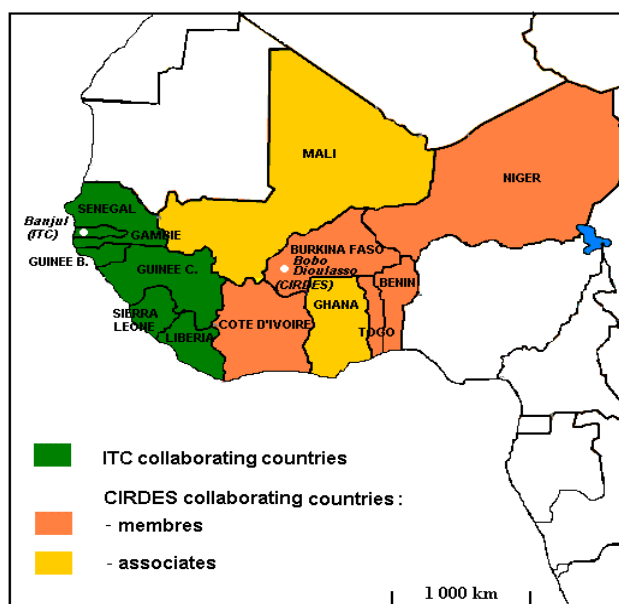 MALI
NIGER
SENEGAL
Banjul
(ITC)
GAMBIE
BURKINA FASO
Bobo
Dioulasso
(CIRDES)
GUINEE B.
GUINEE C.
BENIN
GHANA
SIERRA
LEONE
LIBERIA
COTE D'IVOIRE
TOGO
ITC collaborating countries
CIRDES collaborating countries :
- membres
- associates
1 000 km